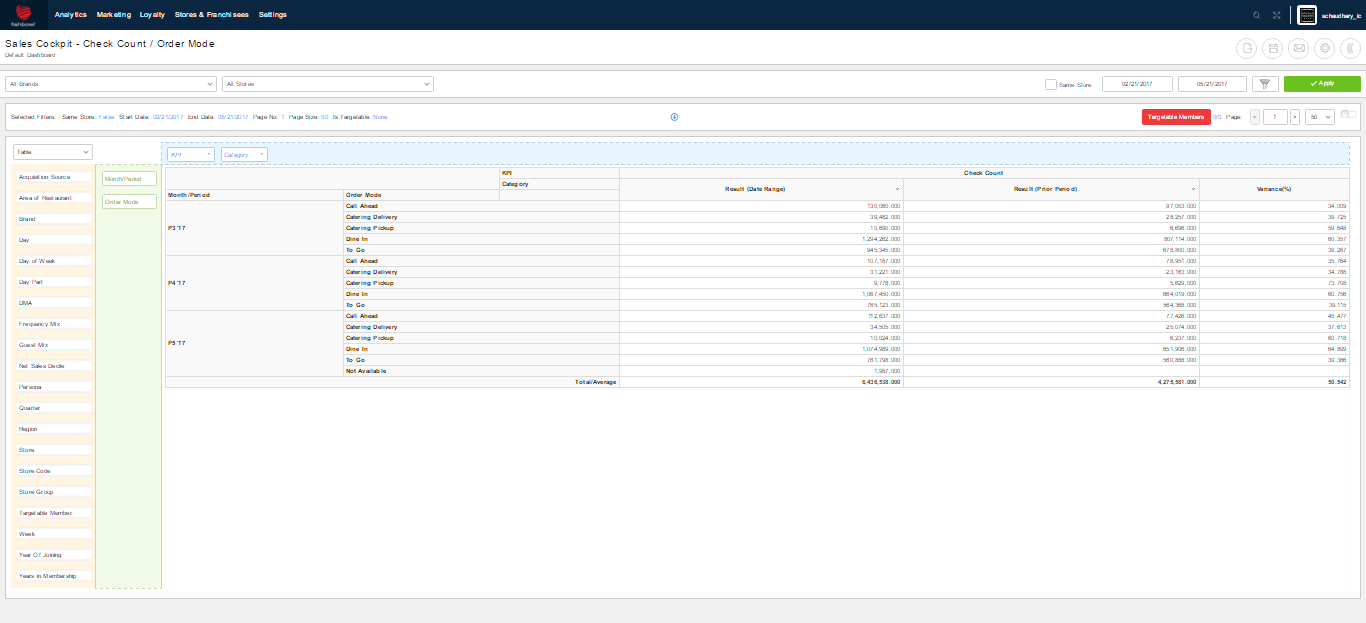 fishbowl Analytics Marketing Loyalty Stores & Franchisees Settings schaudhary_ic
Sales Cockpit - Check Count / Order Mode
Default Dashboard
All Brands All Stores Same Store 02/21/2017 05/21/2017 Apply
Selected Filters: Same Store: False Start Date: 02/21/2017 End Date: 05/21/2017 Page No: 1 Page Size: 50 Is Targetable: None Targetable Members 0/0 Page: < 1 > 50
Table KPI Category
Acquisition Source
Area of Restaurant
Brand
Day
Day of Week
Day Part
DMA
Frequency Mix
Guest Mix
Net Sales Decile
Persona
Quarter
Region
Store
Store Code
Store Group
Targetable Member
Week
Year Of Joining
Years in Membership
Month/Period
Order Mode
KPI Check Count
Category Result (Date Range) Result (Prior Period) Variance(%)
Month/Period Order Mode
P3 '17
Call Ahead 130,060.000 97,053.000 34.009
Catering Delivery 39,482.000 28,257.000 39.725
Catering Pickup 10,690.000 6,696.000 59.648
Dine In 1,294,262.000 807,114.000 60.357
To Go 945,345.000 678,800.000 39.267
P4 '17
Call Ahead 107,187.000 78,951.000 35.764
Catering Delivery 31,221.000 23,163.000 34.788
Catering Pickup 9,778.000 5,629.000 73.708
Dine In 1,067,450.000 664,019.000 60.756
To Go 785,123.000 564,368.000 39.115
P5 '17
Call Ahead 112,637.000 77,426.000 45.477
Catering Delivery 34,505.000 25,074.000 37.613
Catering Pickup 10,024.000 6,237.000 60.718
Dine In 1,074,989.000 651,906.000 64.899
To Go 781,798.000 560,888.000 39.386
Not Available 1,987.000
Total/Average 6,436,538.000 4,275,581.000 50.542